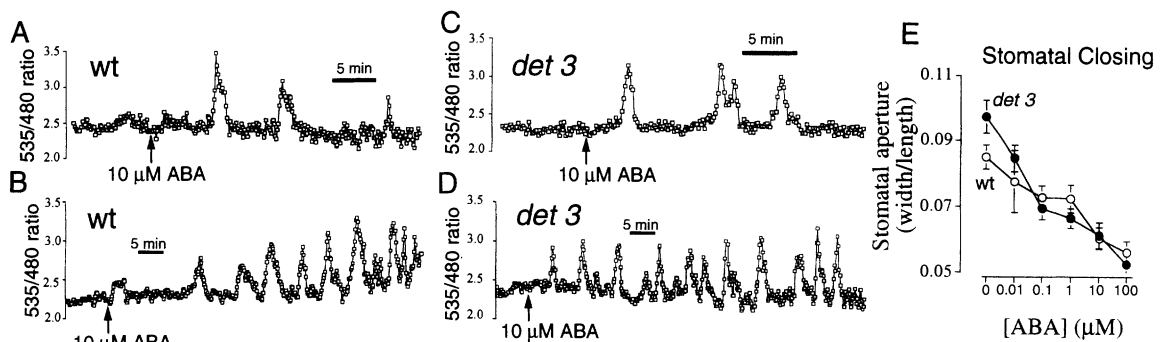 A
wt
535/480 ratio
3.5
3.0
2.5
2.0
5 min
10 µM ABA
B
wt
535/480 ratio
3.5
3.0
2.5
2.0
5 min
10 µM ABA
C
det 3
535/480 ratio
3.5
3.0
2.5
2.0
5 min
10 µM ABA
D
det 3
535/480 ratio
3.5
3.0
2.5
2.0
5 min
10 µM ABA
E
Stomatal Closing
Stomatal aperture
(width/length)
0.11
0.09
0.07
0.05
det 3
wt
0
0.01
0.1
1
10
100
[ABA] (µM)